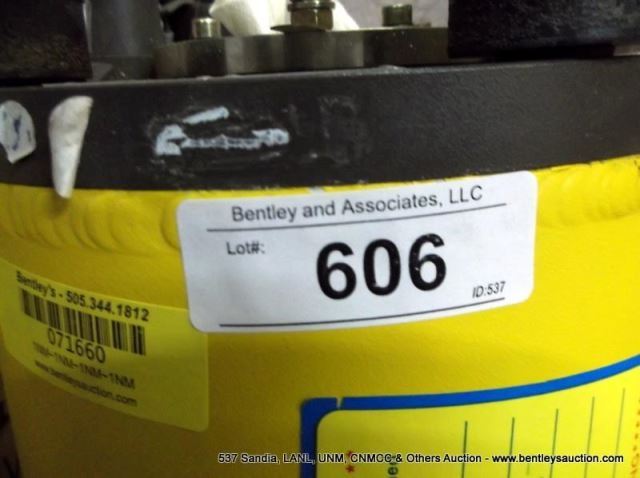 Bentley and Associates, LLC
Lot#:
606
ID:537
Bentley's - 505.344.1812
071660
1NM~1NM~1NM~1NM
www.bentleysauction.com
537 Sandia, LANL, UNM, CNMCC & Others Auction - www.bentleysauction.com